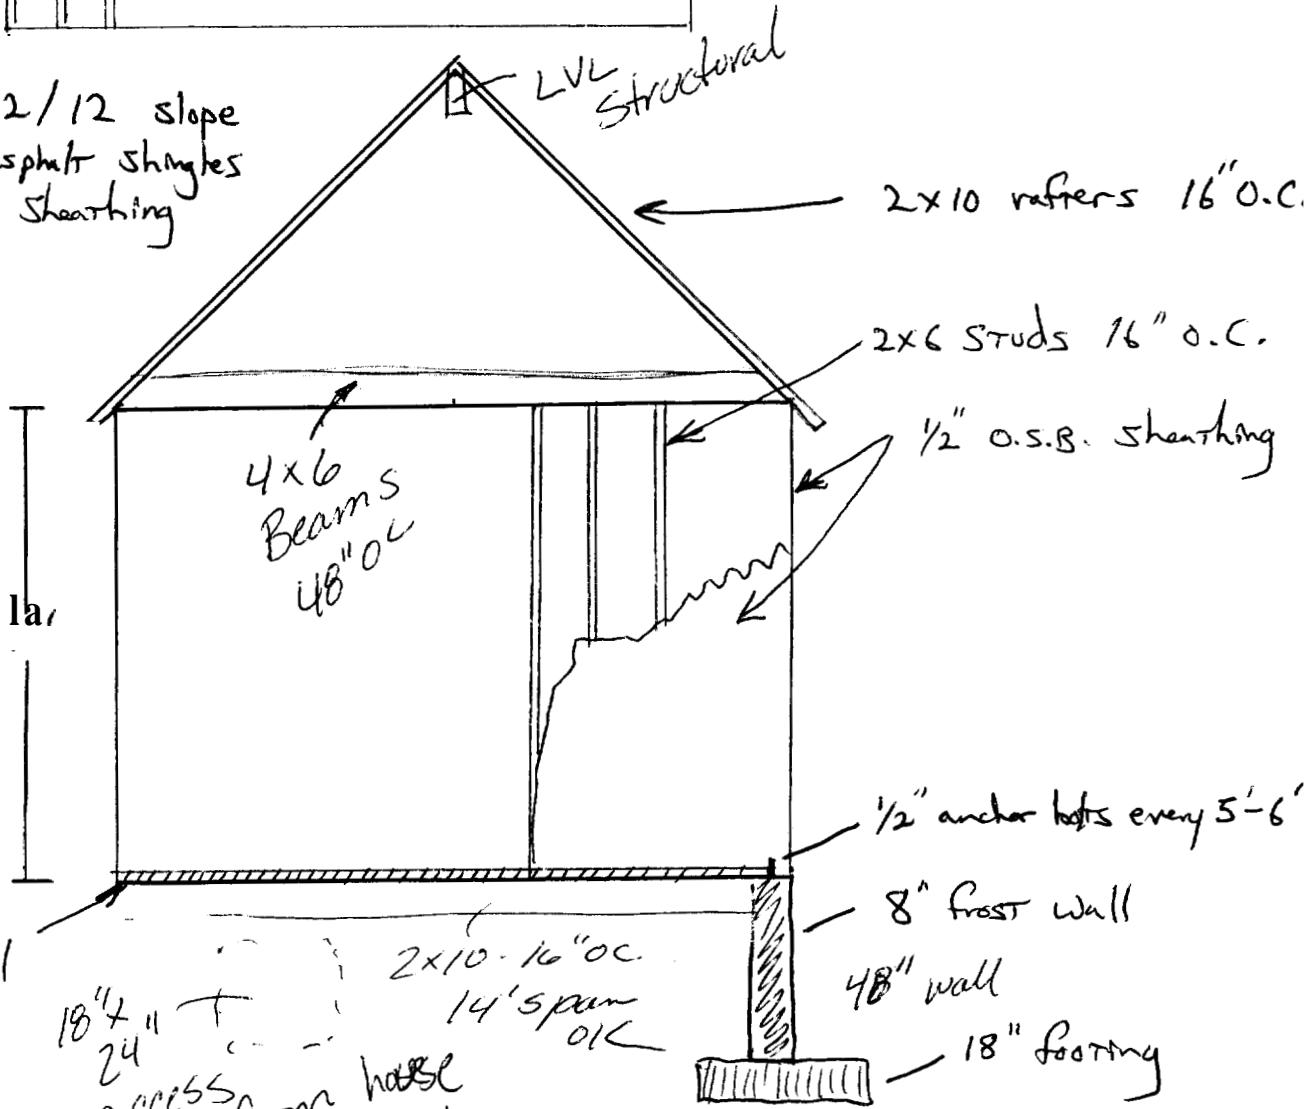 LVL
Structural
2/12 slope
sphalt shingles
sheathing
2x10 rafters 16" O.C.
2x6 STuds 16" O.C.
1/2" O.S.B. sheathing
4x6
Beams
48" OC
la
1/2" anchor bolts every 5'-6'
8" frost wall
2x10 - 16" OC.
14' span
OK
48" wall
18" x
24"
18" footing
house